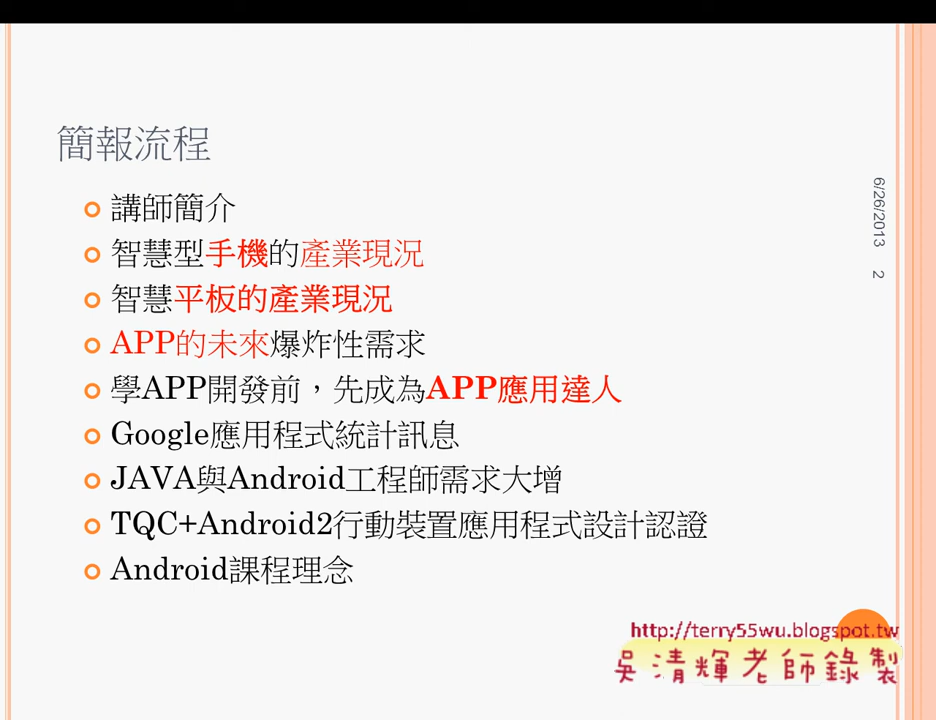 簡報流程
講師簡介
智慧型手機的產業現況
智慧平板的產業現況
APP的未來爆炸性需求
學APP開發前，先成為APP應用達人
Google應用程式統計訊息
JAVA與Android工程師需求大增
TQC+Android2行動裝置應用程式設計認證
Android課程理念
6/26/2013
2
http://terry55wu.blogspot.tw
吳清輝老師錄製